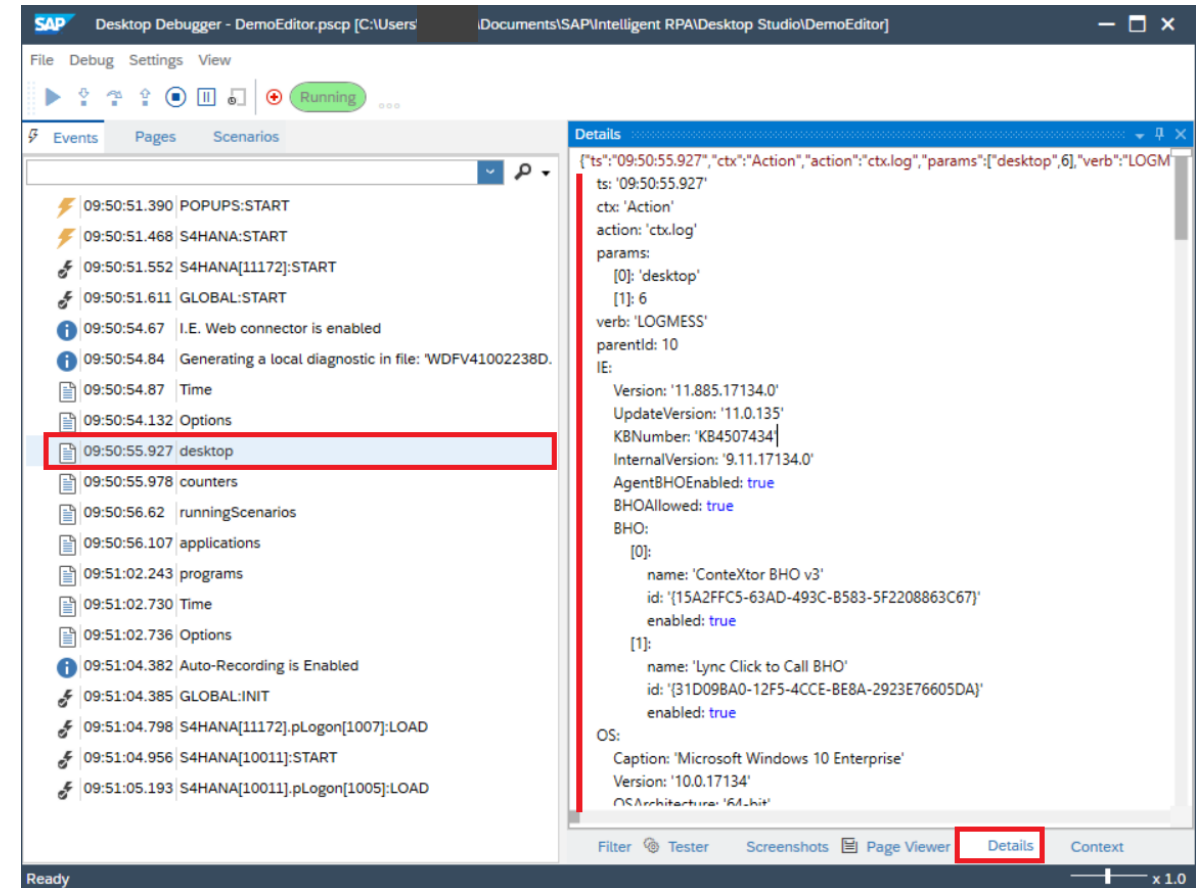 SAP Desktop Debugger - DemoEditor.pscp [C:\Users\ \Documents\SAP\Intelligent RPA\Desktop Studio\DemoEditor]
File Debug Settings View
Running
Events Pages Scenarios
09:50:51.390 POPUPS:START
09:50:51.468 S4HANA:START
09:50:51.552 S4HANA[11172]:START
09:50:51.611 GLOBAL:START
09:50:54.67 I.E. Web connector is enabled
09:50:54.84 Generating a local diagnostic in file: 'WDFV41002238D.
09:50:54.87 Time
09:50:54.132 Options
09:50:55.927 desktop
09:50:55.978 counters
09:50:56.62 runningScenarios
09:50:56.107 applications
09:51:02.243 programs
09:51:02.730 Time
09:51:02.736 Options
09:51:04.382 Auto-Recording is Enabled
09:51:04.385 GLOBAL:INIT
09:51:04.798 S4HANA[11172].pLogon[1007]:LOAD
09:51:04.956 S4HANA[10011]:START
09:51:05.193 S4HANA[10011].pLogon[1005]:LOAD
Details
{"ts":"09:50:55.927","ctx":"Action","action":"ctx.log","params":["desktop",6],"verb":"LOGM
ts: '09:50:55.927'
ctx: 'Action'
action: 'ctx.log'
params:
[0]: 'desktop'
[1]: 6
verb: 'LOGMESS'
parentId: 10
IE:
Version: '11.885.17134.0'
UpdateVersion: '11.0.135'
KBNumber: 'KB4507434'
InternalVersion: '9.11.17134.0'
AgentBHOEnabled: true
BHOAllowed: true
BHO:
[0]:
name: 'ConteXtor BHO v3'
id: '{15A2FFC5-63AD-493C-B583-5F2208863C67}'
enabled: true
[1]:
name: 'Lync Click to Call BHO'
id: '{31D09BA0-12F5-4CCE-BE8A-2923E76605DA}'
enabled: true
OS:
Caption: 'Microsoft Windows 10 Enterprise'
Version: '10.0.17134'
OSArchitecture: '64-bit'
Filter Tester Screenshots Page Viewer Details Context
Ready x 1.0